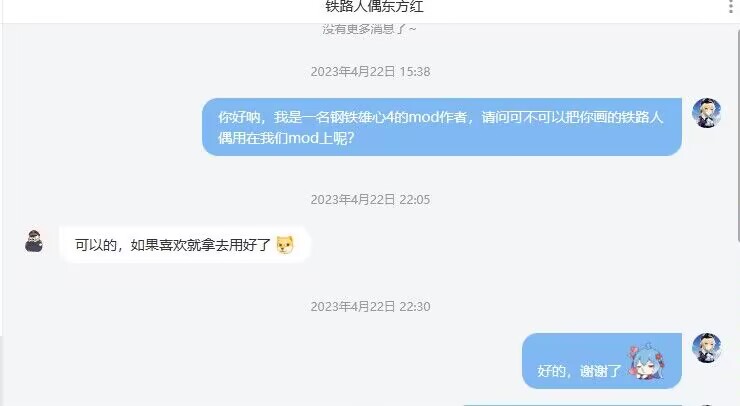 铁路人偶东方红
没有更多消息了~
2023年4月22日 15:38
你好呐，我是一名钢铁雄心4的mod作者，请问可不可以把你画的铁路人
偶用在我们mod上呢？
2023年4月22日 22:05
可以的，如果喜欢就拿去用好了
2023年4月22日 22:30
好的，谢谢了